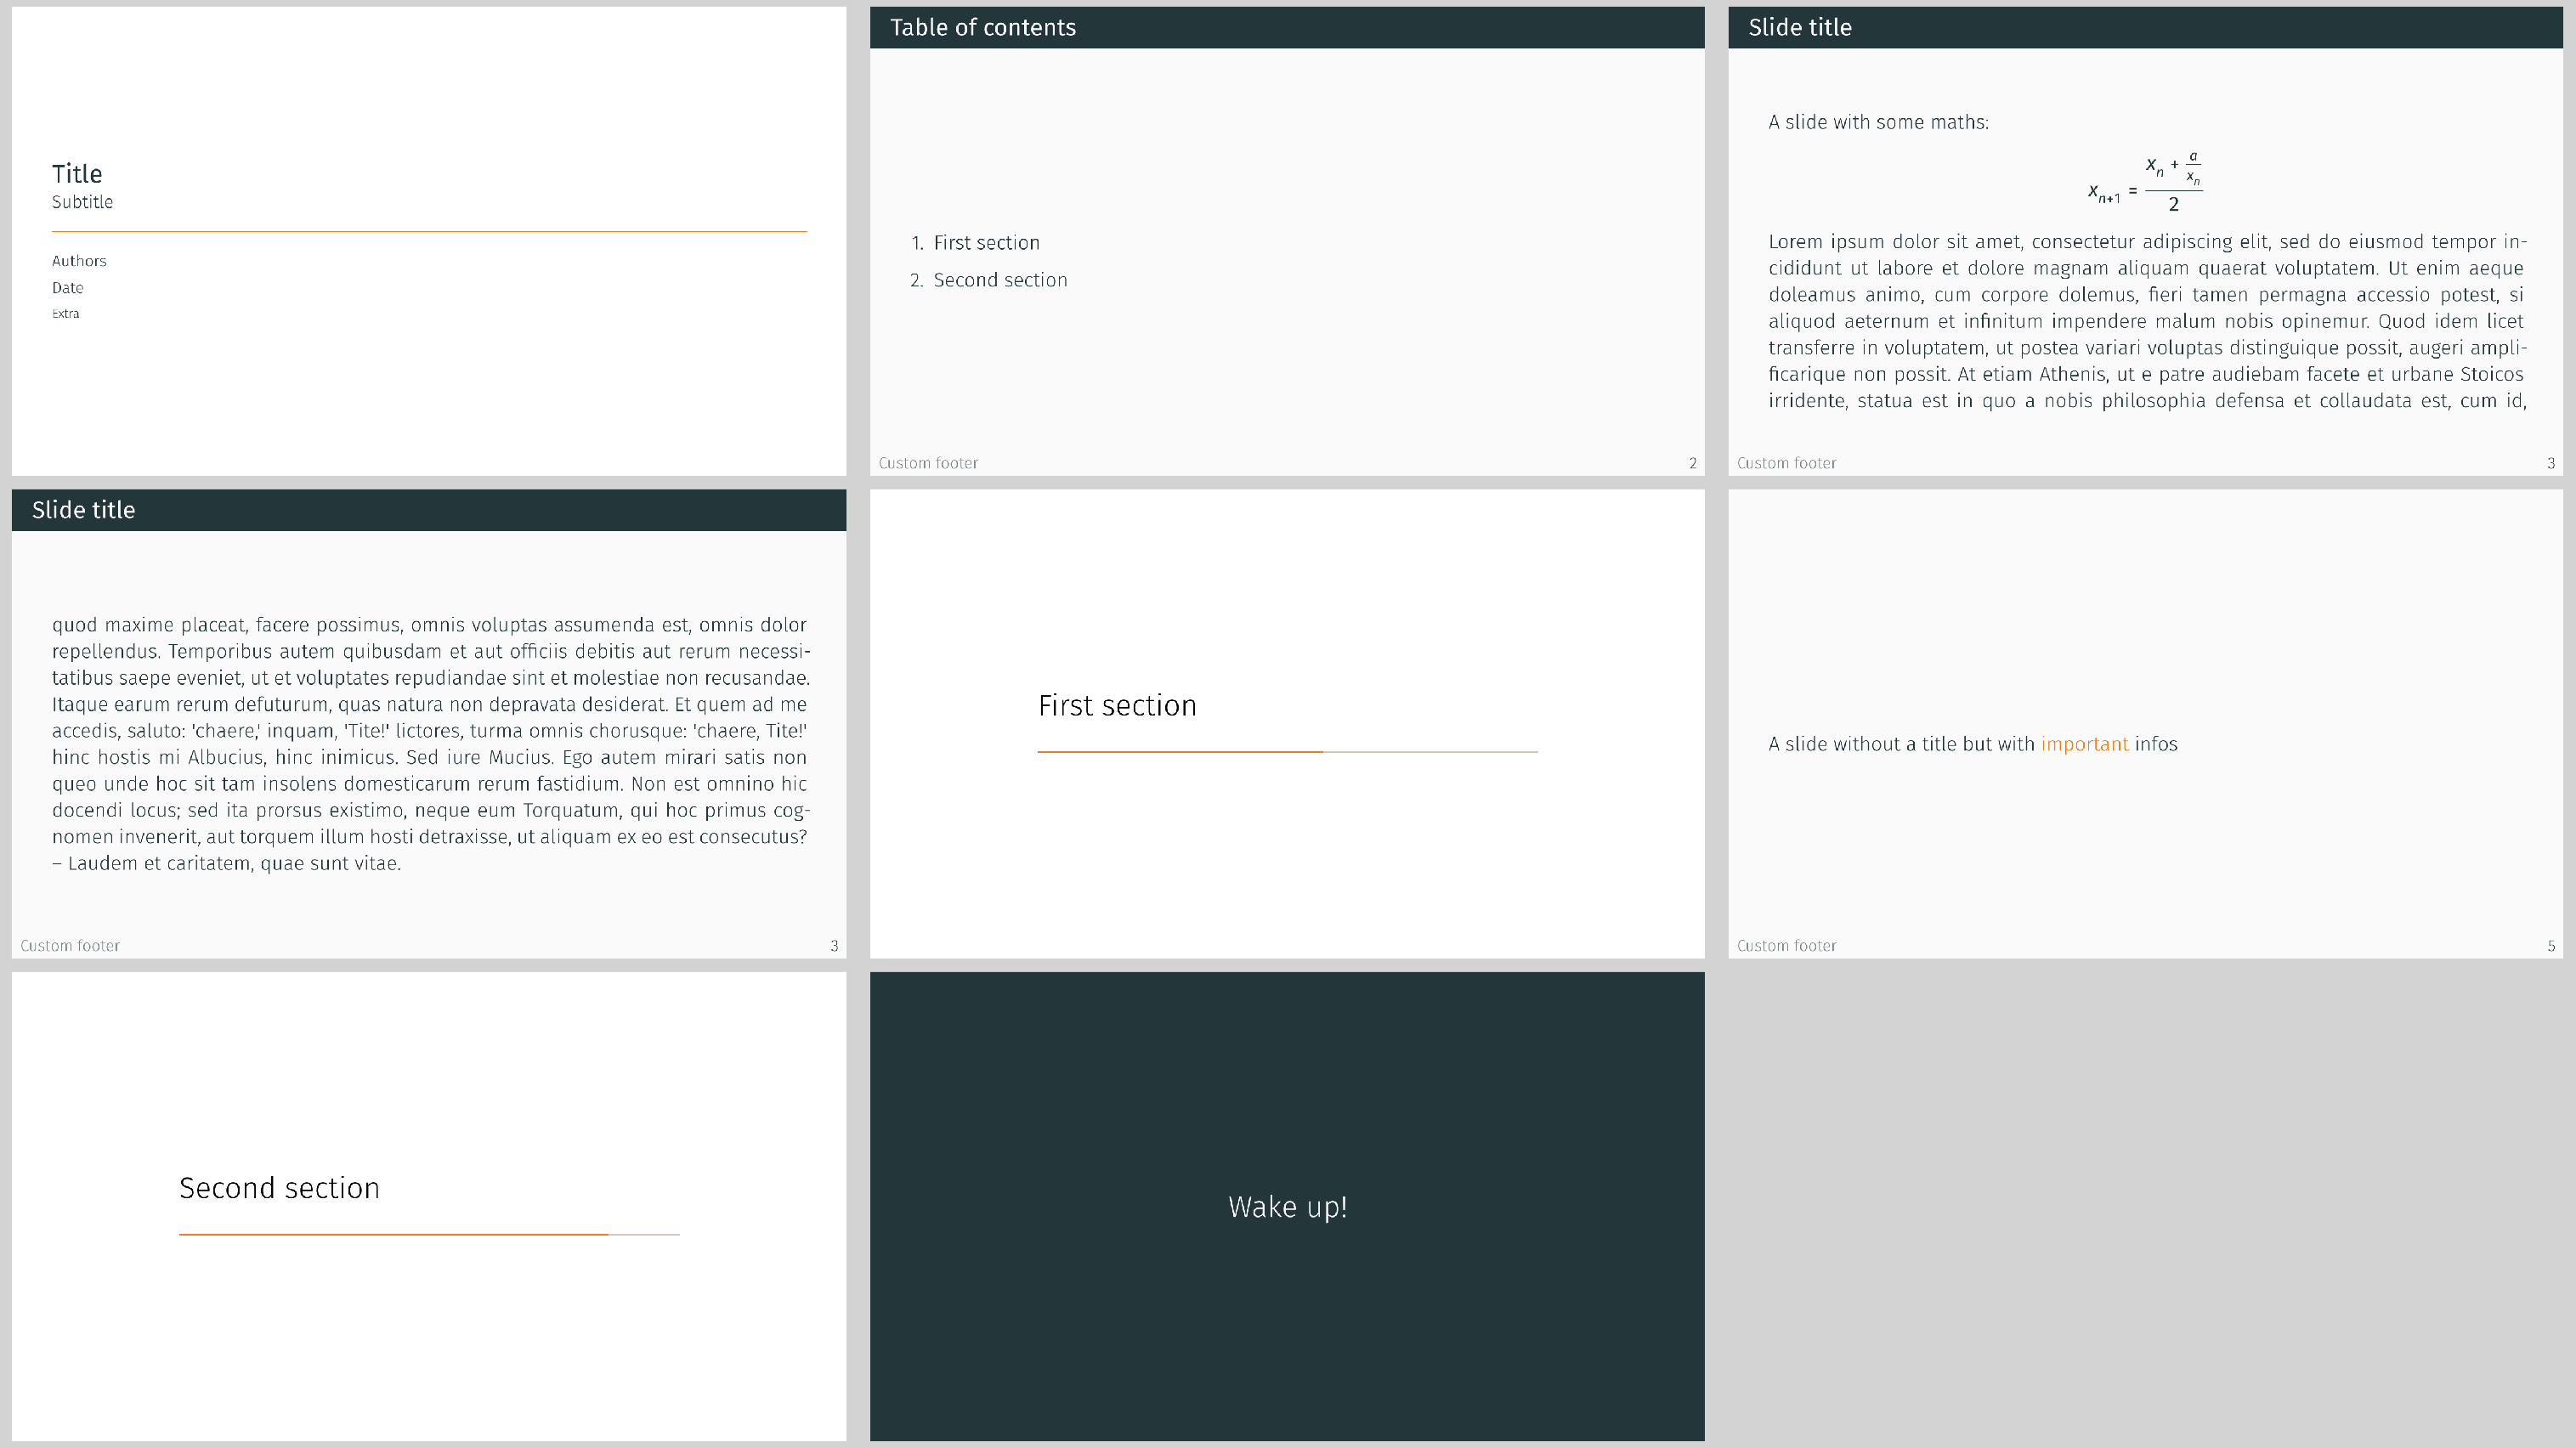 Title
Subtitle
Authors
Date
Extra
Table of contents
1. First section
2. Second section
Custom footer
2
Slide title
A slide with some maths:
x_{n+1} = \frac{x_n + \frac{a}{x_n}}{2}
Lorem ipsum dolor sit amet, consectetur adipiscing elit, sed do eiusmod tempor in-
cididunt ut labore et dolore magnam aliquam quaerat voluptatem. Ut enim aeque
doleamus animo, cum corpore dolemus, fieri tamen permagna accessio potest, si
aliquod aeternum et infinitum impendere malum nobis opinemur. Quod idem licet
transferre in voluptatem, ut postea variari voluptas distinguique possit, augeri ampli-
ficarique non possit. At etiam Athenis, ut e patre audiebam facete et urbane Stoicos
irridente, statua est in quo a nobis philosophia defensa et collaudata est, cum id,
Custom footer
3
Slide title
quod maxime placeat, facere possimus, omnis voluptas assumenda est, omnis dolor
repellendus. Temporibus autem quibusdam et aut officiis debitis aut rerum necessi-
tatibus saepe eveniet, ut et voluptates repudiandae sint et molestiae non recusandae.
Itaque earum rerum defuturum, quas natura non depravata desiderat. Et quem ad me
accedis, saluto: 'chaere,' inquam, 'Tite!' lictores, turma omnis chorusque: 'chaere, Tite!'
hinc hostis mi Albucius, hinc inimicus. Sed iure Mucius. Ego autem mirari satis non
queo unde hoc sit tam insolens domesticarum rerum fastidium. Non est omnino hic
docendi locus; sed ita prorsus existimo, neque eum Torquatum, qui hoc primus cog-
nomen invenerit, aut torquem illum hosti detraxisse, ut aliquam ex eo est consecutus?
– Laudem et caritatem, quae sunt vitae.
Custom footer
3
First section
A slide without a title but with important infos
Custom footer
5
Second section
Wake up!